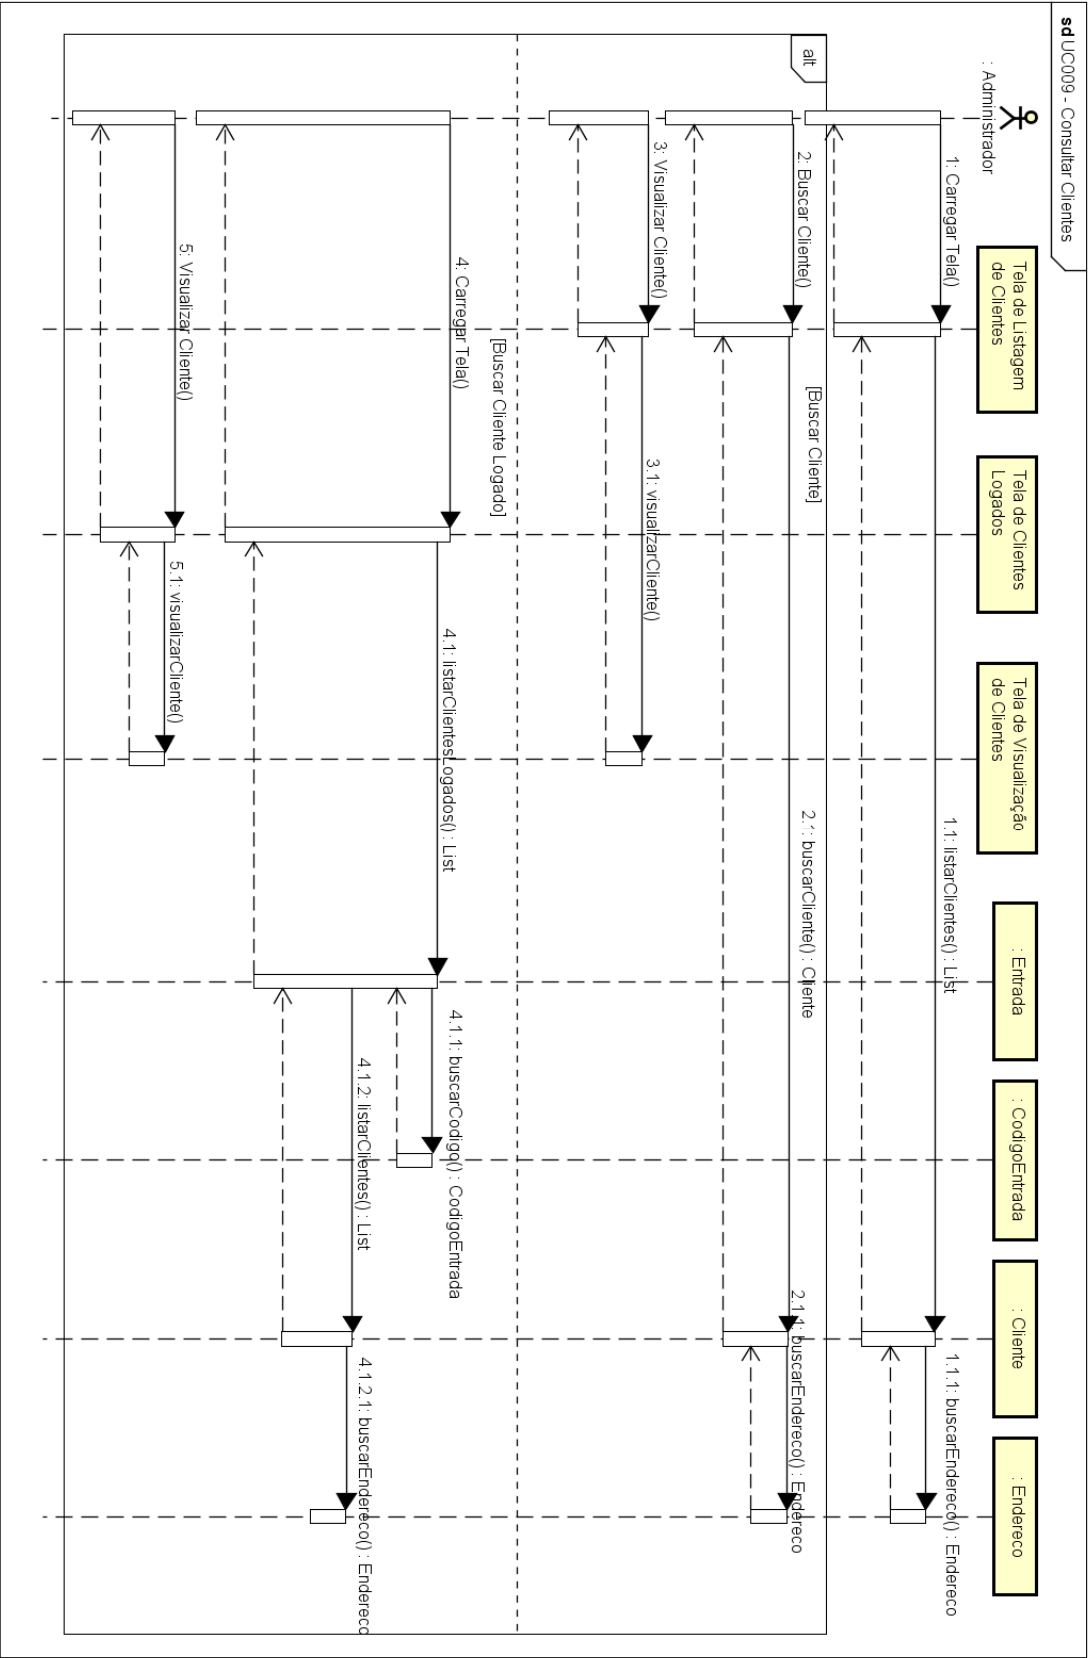 sd UC009 - Consultar Clientes
: Administrador
Tela de Listagem
de Clientes
Tela de Clientes
Logados
Tela de Visualização
de Clientes
: Entrada
: CodigoEntrada
: Cliente
: Endereco
1: Carregar Tela()
1.1: listarClientes() : List
1.1.1: buscarEndereco() : Endereco
alt
[Buscar Cliente]
2: Buscar Cliente()
2.1: buscarCliente() : Cliente
2.1.1: buscarEndereco() : Endereco
3: Visualizar Cliente()
3.1: visualizarCliente()
[Buscar Cliente Logado]
4: Carregar Tela()
4.1: listarClientesLogados() : List
4.1.1: buscarCodigo() : CodigoEntrada
4.1.2: listarClientes() : List
4.1.2.1: buscarEndereco() : Endereco
5: Visualizar Cliente()
5.1: visualizarCliente()